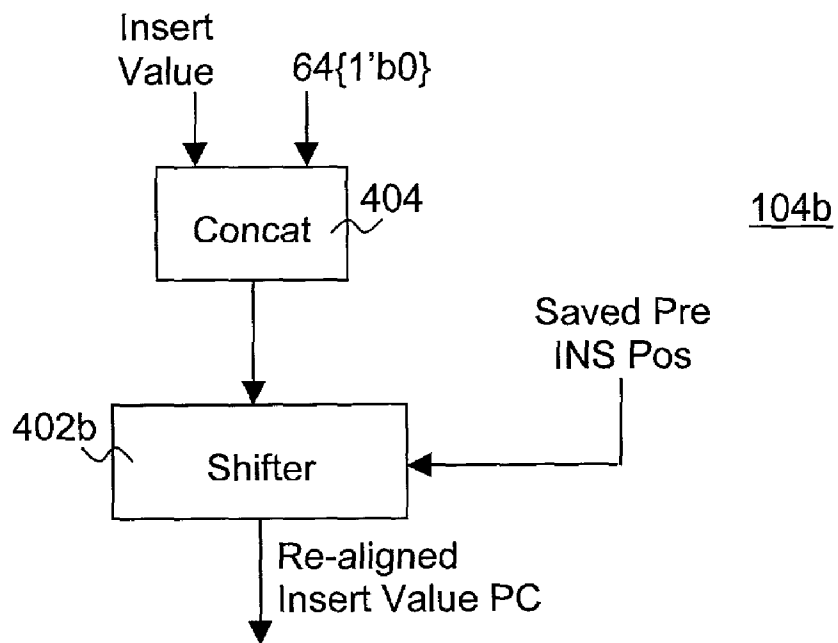 Insert
Value
64{1'b0}
404
Concat
104b
Saved Pre
INS Pos
402b
Shifter
Re-aligned
Insert Value PC